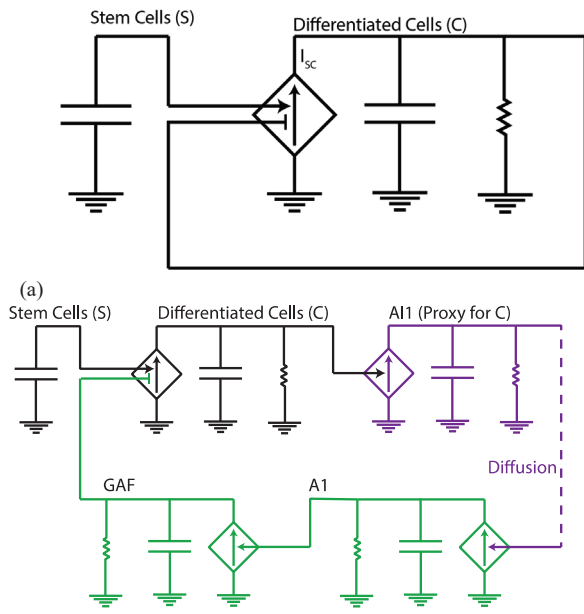 Stem Cells (S)
Differentiated Cells (C)
I_SC
(a)
Stem Cells (S)
Differentiated Cells (C)
AI1 (Proxy for C)
Diffusion
GAF
A1